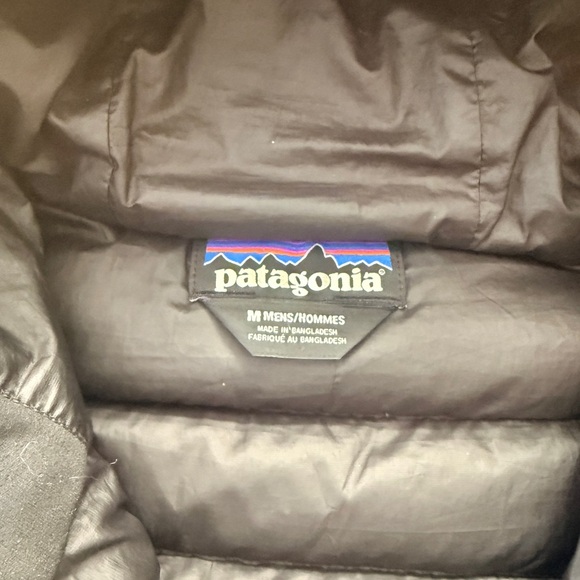 patagonia®
M MENS/HOMMES
MADE IN BANGLADESH
FABRIQUÉ AU BANGLADESH